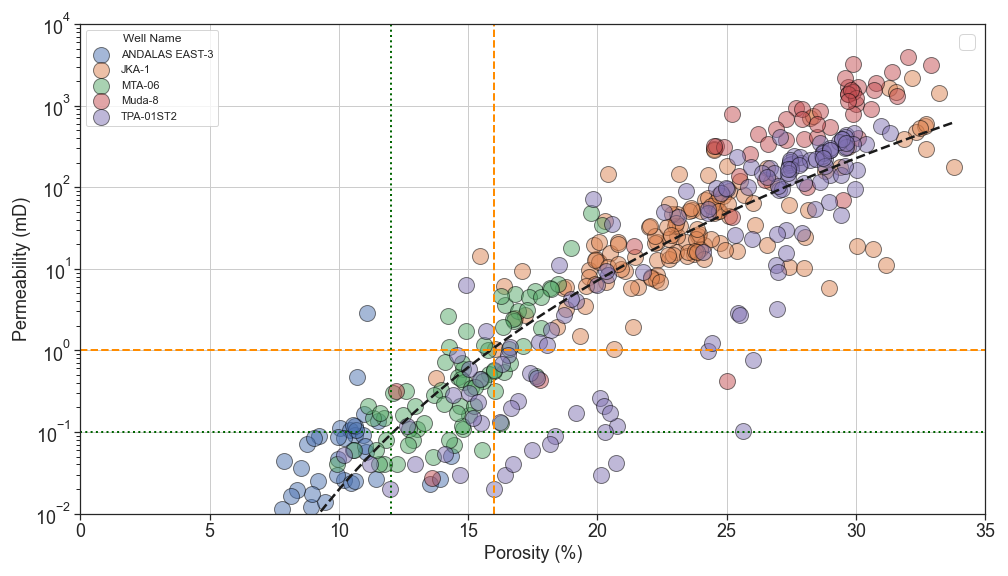 10^4
10^3
10^2
10^1
10^0
10^−1
10^−2
Permeability (mD)
Well Name
ANDALAS EAST-3
JKA-1
MTA-06
Muda-8
TPA-01ST2
0 5 10 15 20 25 30 35
Porosity (%)